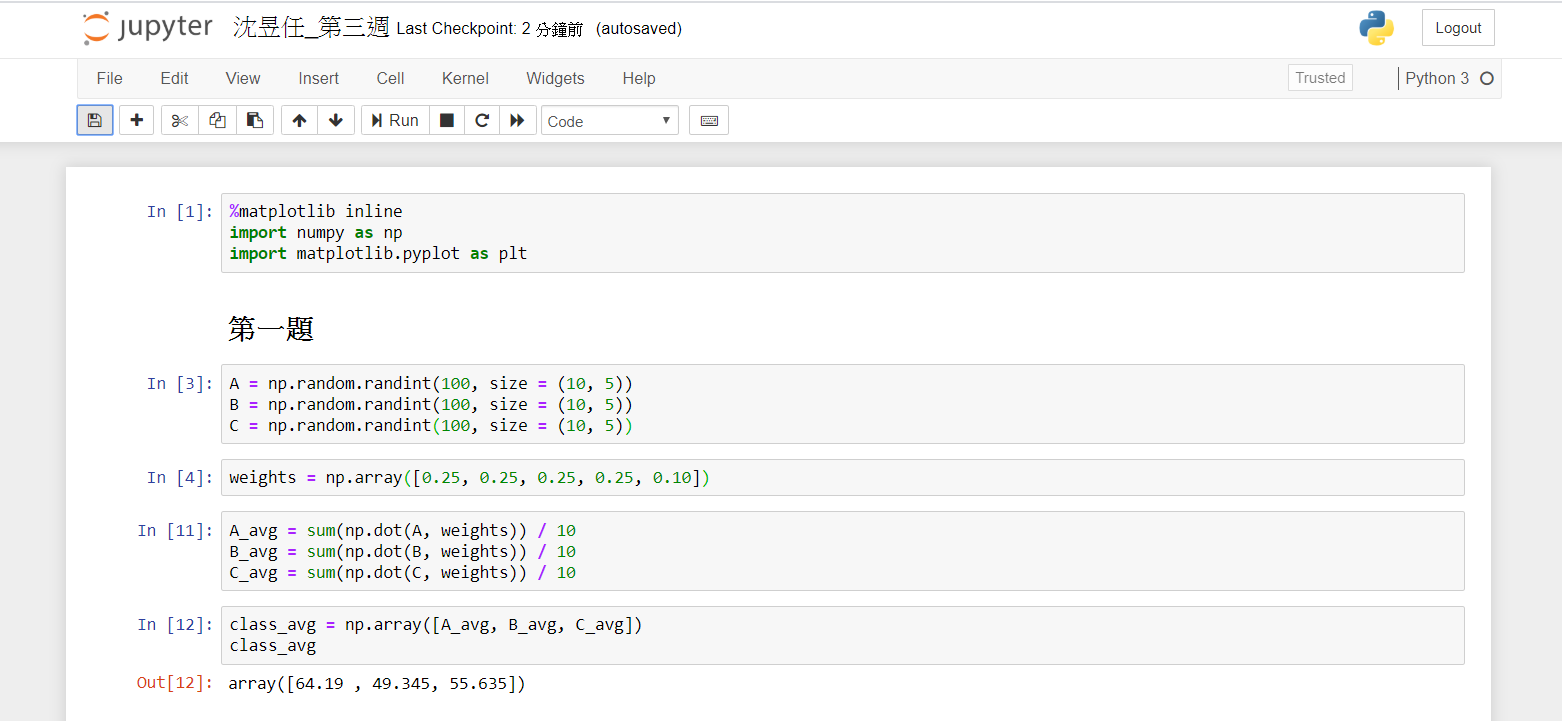 jupyter 沈昱任_第三週 Last Checkpoint: 2 分鐘前 (autosaved) Logout
File Edit View Insert Cell Kernel Widgets Help Trusted Python 3
Run Code
In [1]: %matplotlib inline
import numpy as np
import matplotlib.pyplot as plt
第一題
In [3]: A = np.random.randint(100, size = (10, 5))
B = np.random.randint(100, size = (10, 5))
C = np.random.randint(100, size = (10, 5))
In [4]: weights = np.array([0.25, 0.25, 0.25, 0.25, 0.10])
In [11]: A_avg = sum(np.dot(A, weights)) / 10
B_avg = sum(np.dot(B, weights)) / 10
C_avg = sum(np.dot(C, weights)) / 10
In [12]: class_avg = np.array([A_avg, B_avg, C_avg])
class_avg
Out[12]: array([64.19 , 49.345, 55.635])